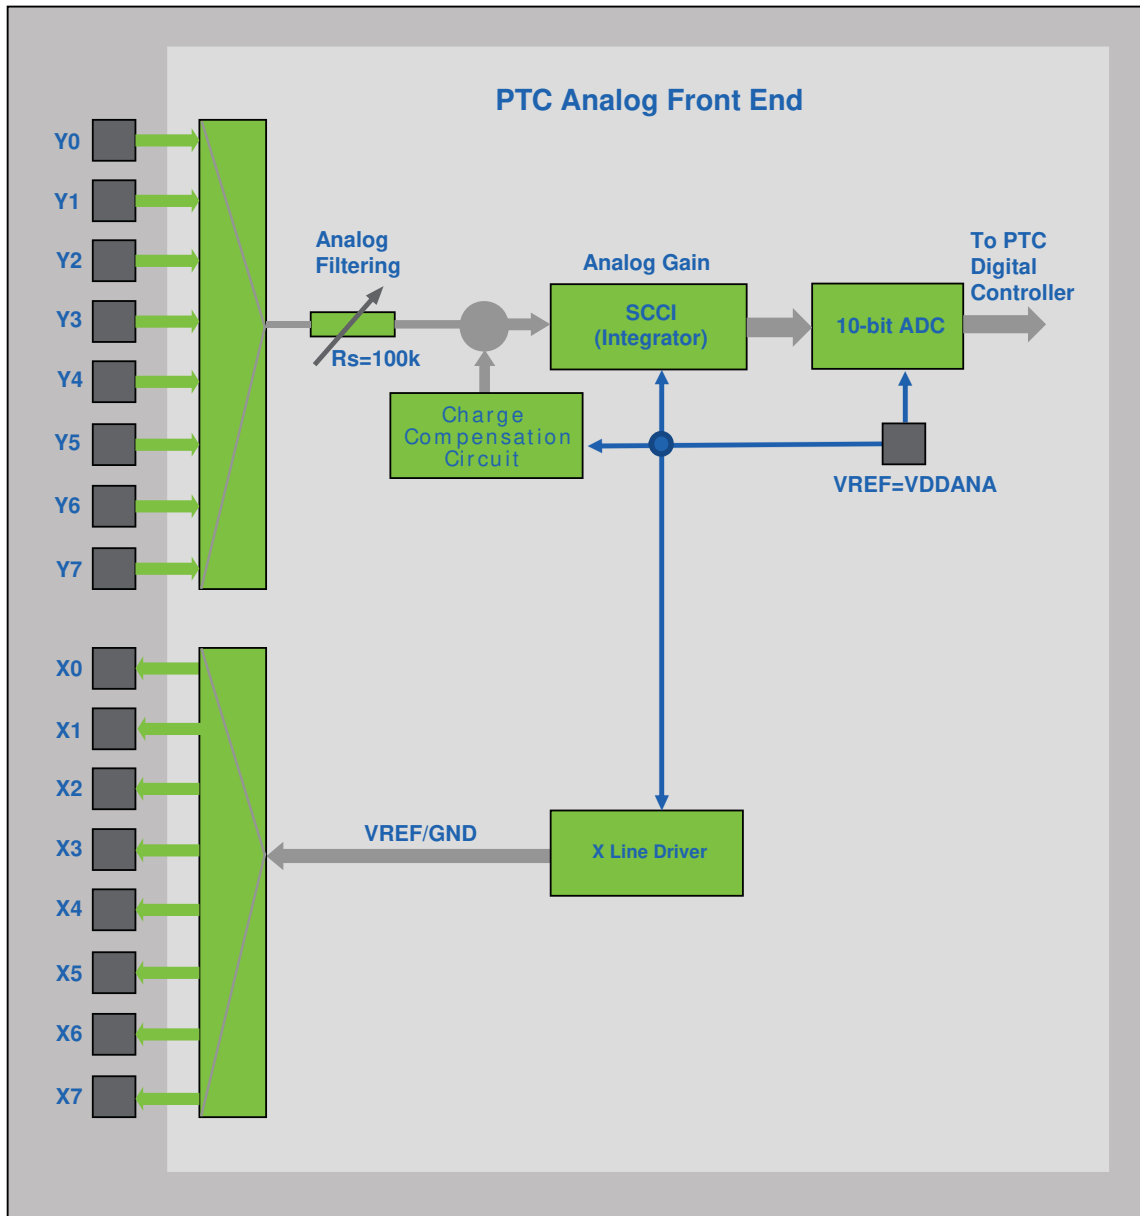 PTC Analog Front End
Y0
Y1
Y2
Y3
Y4
Y5
Y6
Y7
Analog
Filtering
Rs=100k
Analog Gain
SCCI
(Integrator)
10-bit ADC
To PTC
Digital
Controller
Charge
Compensation
Circuit
VREF=VDDANA
X0
X1
X2
X3
X4
X5
X6
X7
VREF/GND
X Line Driver